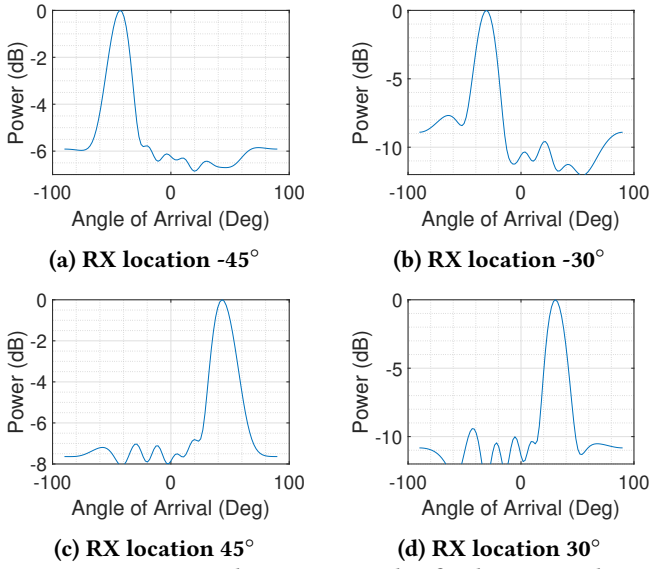 0
-2
-4
-6
Power (dB)
-100 0 100
Angle of Arrival (Deg)
(a) RX location -45°
0
-5
-10
Power (dB)
-100 0 100
Angle of Arrival (Deg)
(b) RX location -30°
0
-2
-4
-6
-8
Power (dB)
-100 0 100
Angle of Arrival (Deg)
(c) RX location 45°
0
-5
-10
Power (dB)
-100 0 100
Angle of Arrival (Deg)
(d) RX location 30°